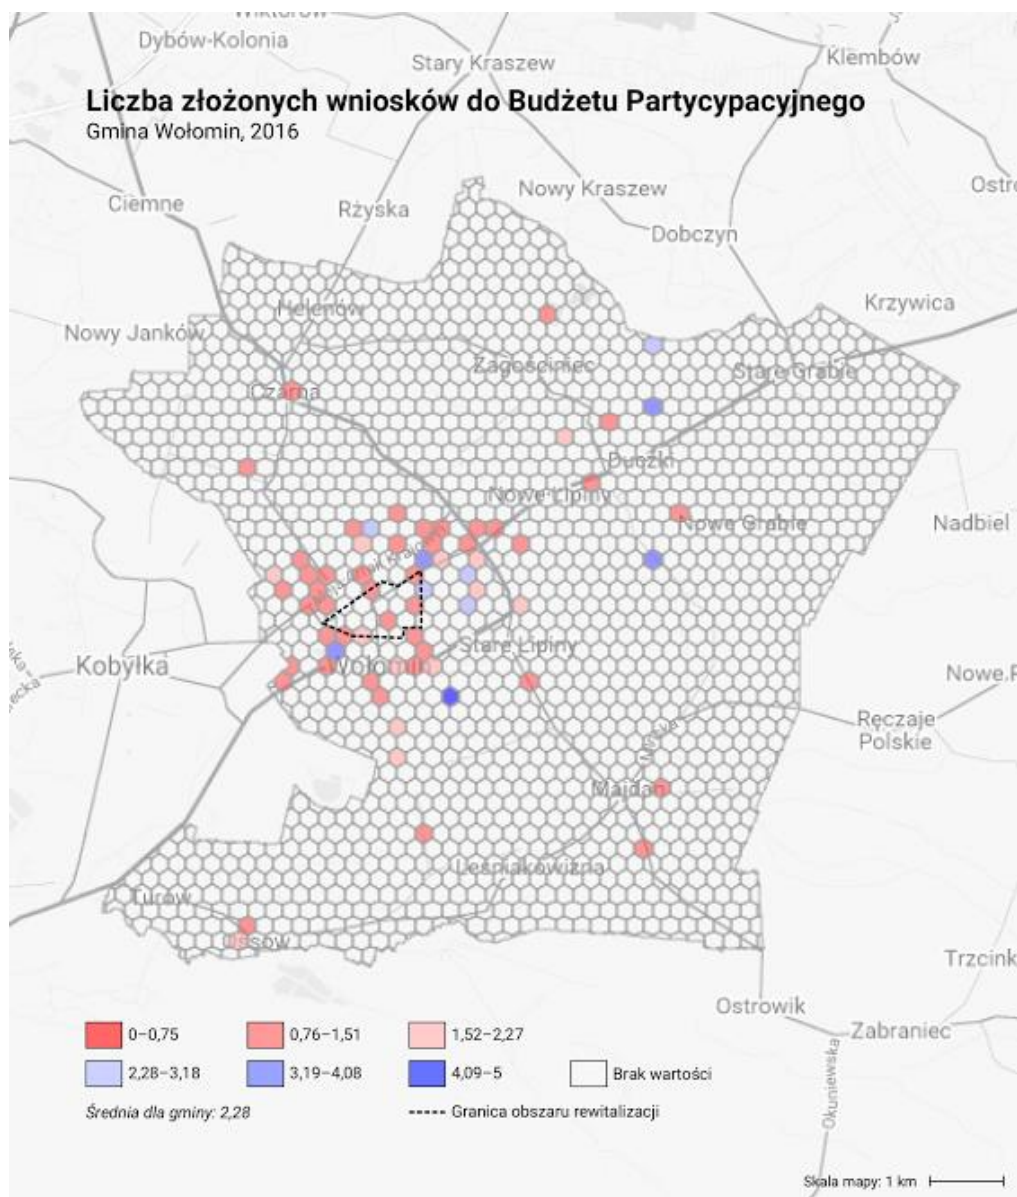 Wiktorów
Dybów-Kolonia
Stary Kraszew
Klembów
Liczba złożonych wniosków do Budżetu Partycypacyjnego
Gmina Wołomin, 2016
Nowy Kraszew
Ostró
Ciemne
Rżyska
Dobczyn
Krzywica
Helenów
Nowy Janków
Zagościniec
Stare Grabie
Czarna
Duczki
Nowe Lipiny
Nowe Grabie
Nadbiel
Stare Lipiny
Kobyłka
Wołomin
Nowe R
Ręczaje
Polskie
Mińska
Majdan
Leśniakowizna
Turów
Ossów
Trzcink
Ostrowik
Zabraniec
Okuniewska
0–0,75
0,76–1,51
1,52–2,27
2,28–3,18
3,19–4,08
4,09–5
Brak wartości
Średnia dla gminy: 2,28
Granica obszaru rewitalizacji
Skala mapy: 1 km